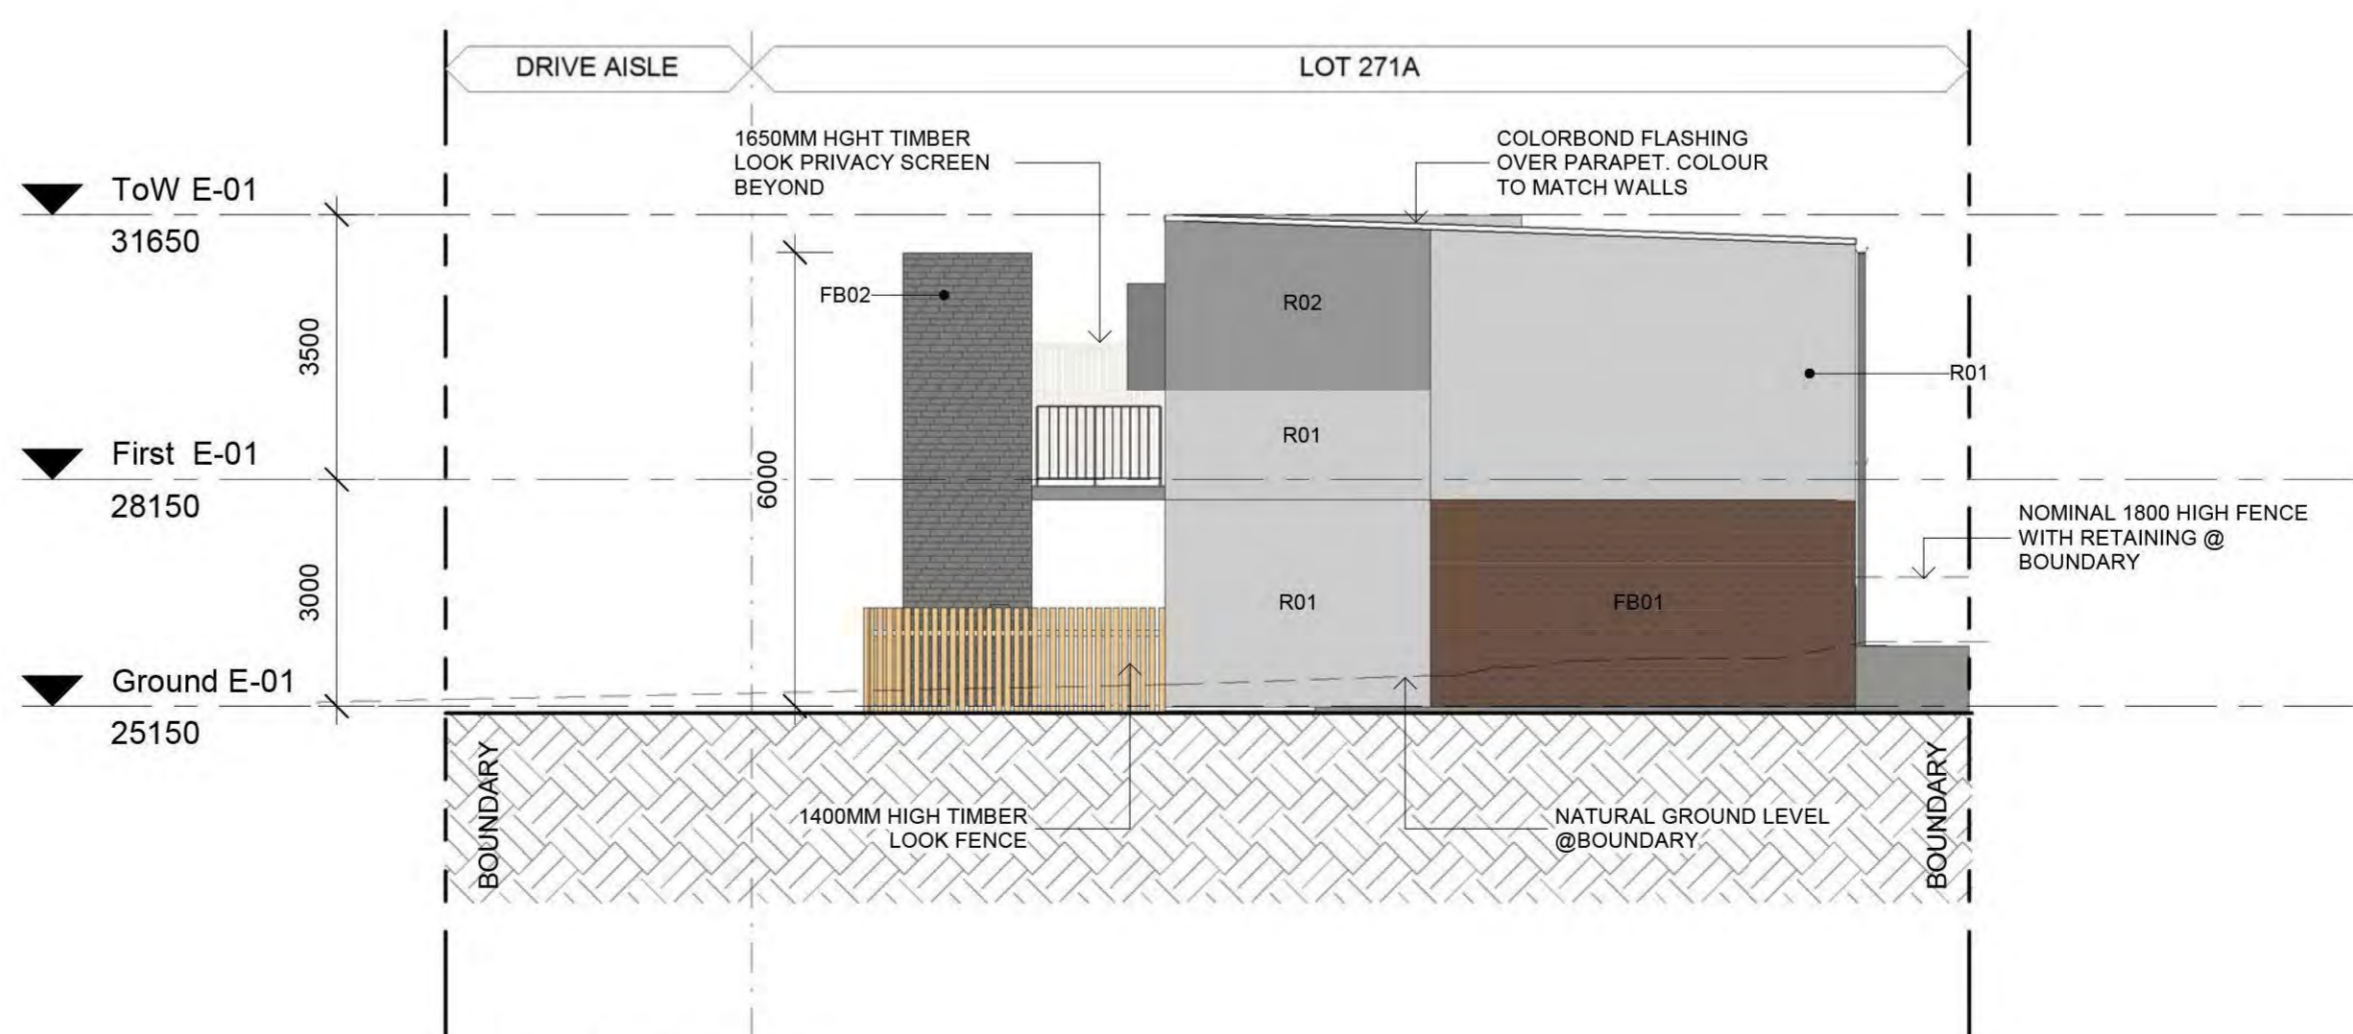 DRIVE AISLE
LOT 271A
1650MM HGHT TIMBER
LOOK PRIVACY SCREEN
BEYOND
COLORBOND FLASHING
OVER PARAPET. COLOUR
TO MATCH WALLS
ToW E-01
31650
FB02
R02
3500
R01
R01
First E-01
28150
6000
NOMINAL 1800 HIGH FENCE
WITH RETAINING @
BOUNDARY
3000
R01
FB01
Ground E-01
25150
BOUNDARY
BOUNDARY
1400MM HIGH TIMBER
LOOK FENCE
NATURAL GROUND LEVEL
@BOUNDARY